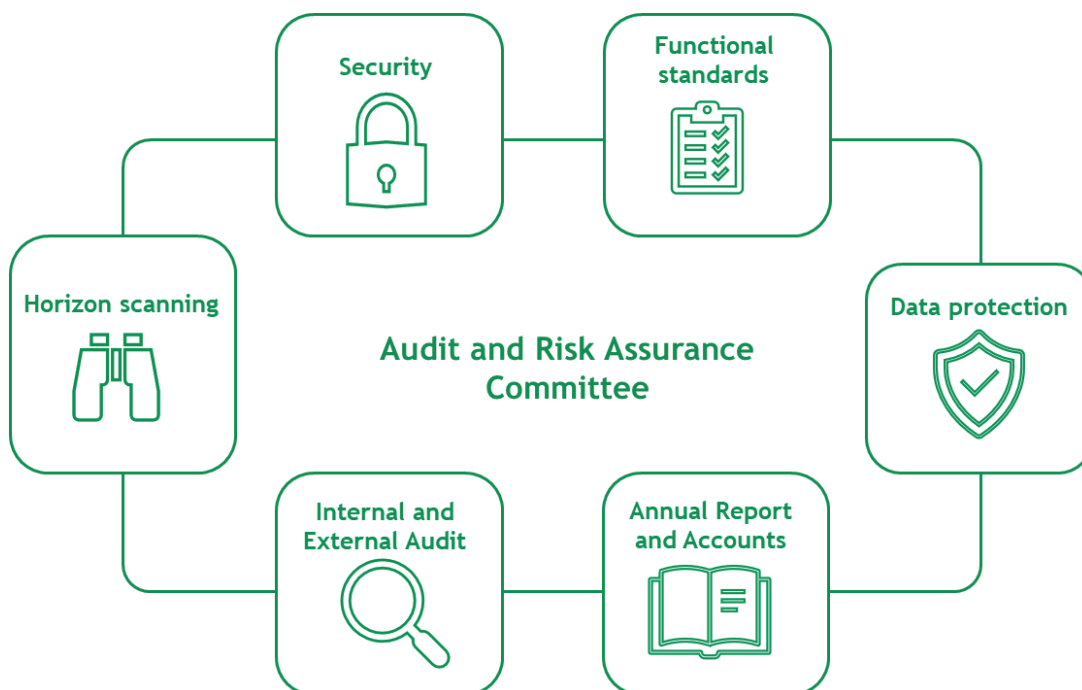 Security
Functional
standards
Horizon scanning
Data protection
Audit and Risk Assurance
Committee
Internal and
External Audit
Annual Report
and Accounts